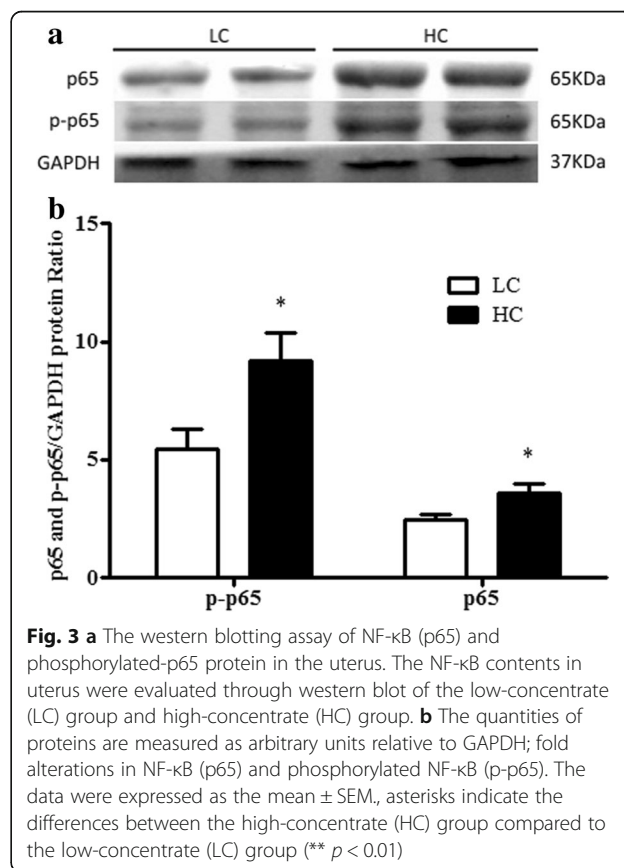 a
LC HC
p65 65KDa
p-p65 65KDa
GAPDH 37KDa
b
15
10
5
0
p65 and p-p65/GAPDH protein Ratio
LC
HC
*
*
p-p65 p65
Fig. 3 a The western blotting assay of NF-κB (p65) and
phosphorylated-p65 protein in the uterus. The NF-κB contents in
uterus were evaluated through western blot of the low-concentrate
(LC) group and high-concentrate (HC) group. b The quantities of
proteins are measured as arbitrary units relative to GAPDH; fold
alterations in NF-κB (p65) and phosphorylated NF-κB (p-p65). The
data were expressed as the mean ± SEM., asterisks indicate the
differences between the high-concentrate (HC) group compared to
the low-concentrate (LC) group (** p < 0.01)